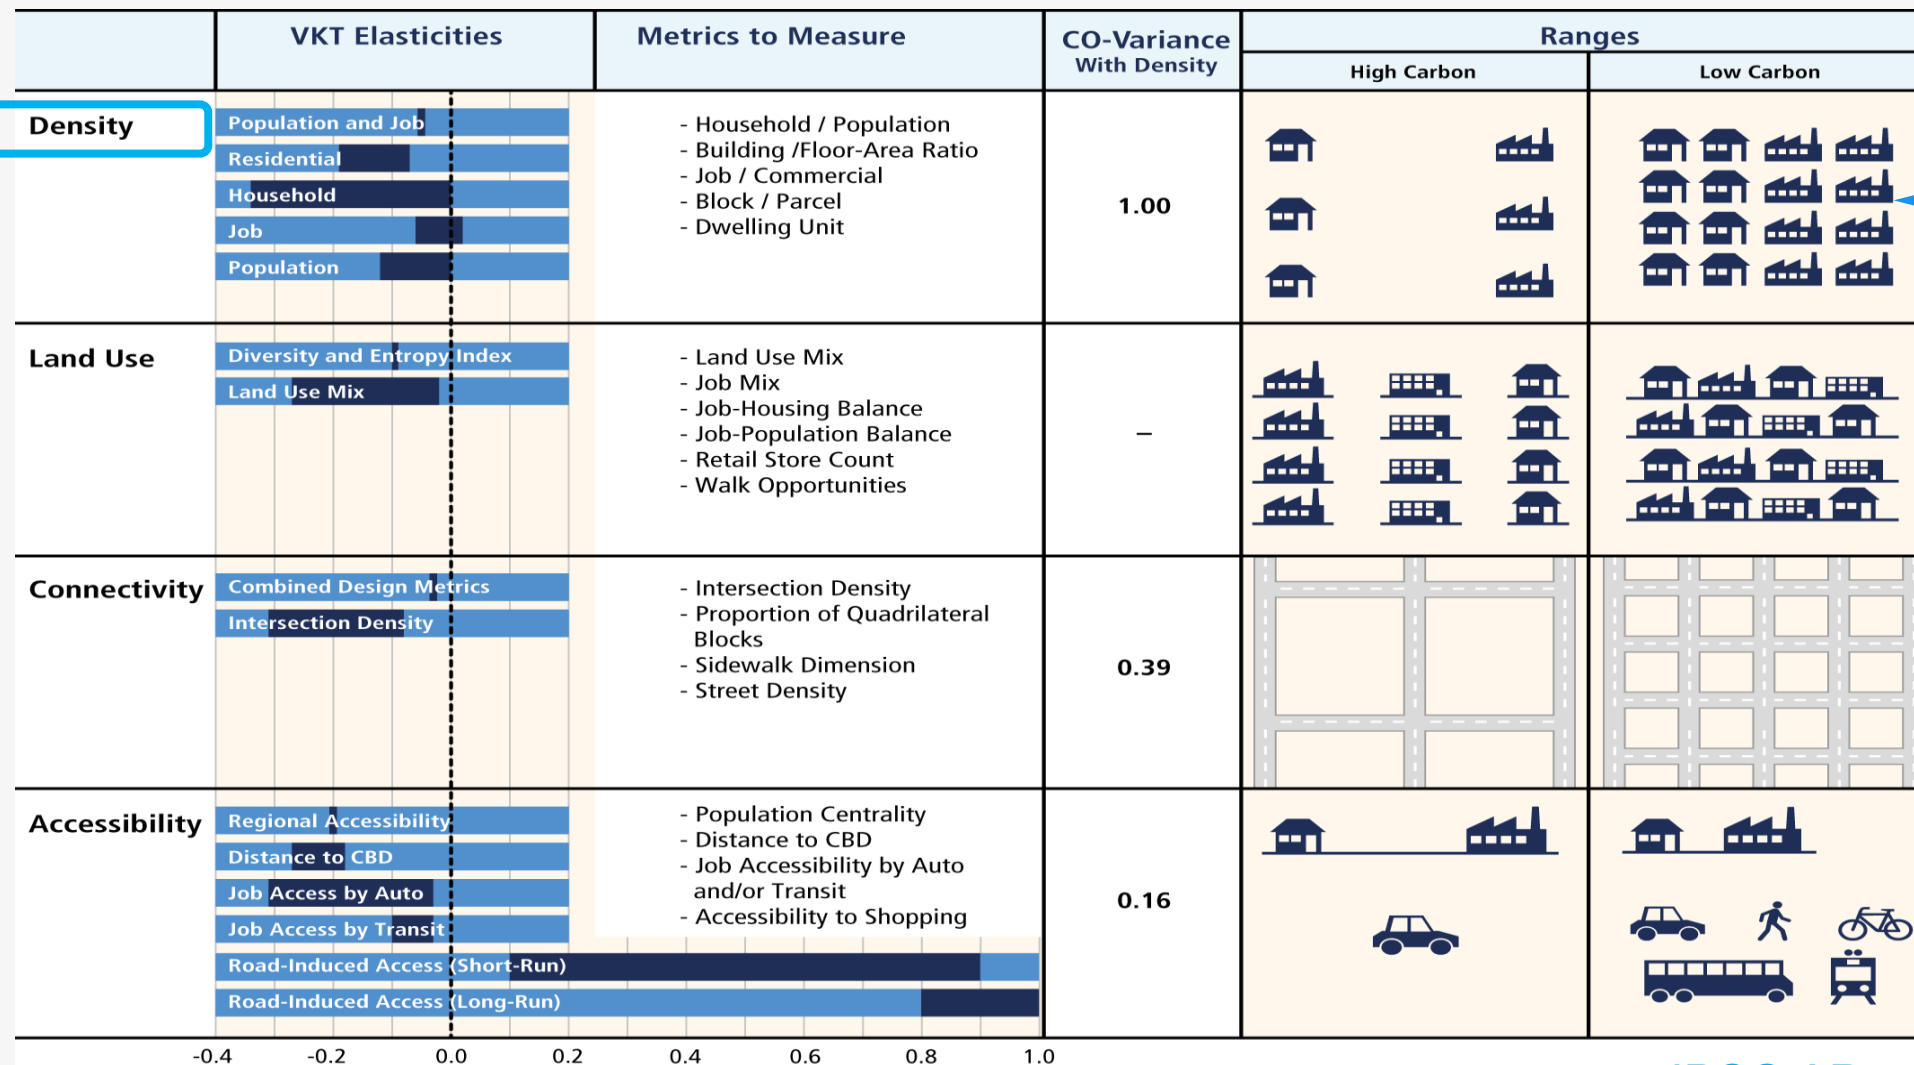 VKT Elasticities
Metrics to Measure
CO-Variance
With Density
Ranges
High Carbon
Low Carbon
Density
Population and Job
Residential
Household
Job
Population
- Household / Population
- Building /Floor-Area Ratio
- Job / Commercial
- Block / Parcel
- Dwelling Unit
1.00
Land Use
Diversity and Entropy Index
Land Use Mix
- Land Use Mix
- Job Mix
- Job-Housing Balance
- Job-Population Balance
- Retail Store Count
- Walk Opportunities
–
Connectivity
Combined Design Metrics
Intersection Density
- Intersection Density
- Proportion of Quadrilateral
Blocks
- Sidewalk Dimension
- Street Density
0.39
Accessibility
Regional Accessibility
Distance to CBD
Job Access by Auto
Job Access by Transit
Road-Induced Access (Short-Run)
Road-Induced Access (Long-Run)
- Population Centrality
- Distance to CBD
- Job Accessibility by Auto
and/or Transit
- Accessibility to Shopping
0.16
-0.4 -0.2 0.0 0.2 0.4 0.6 0.8 1.0